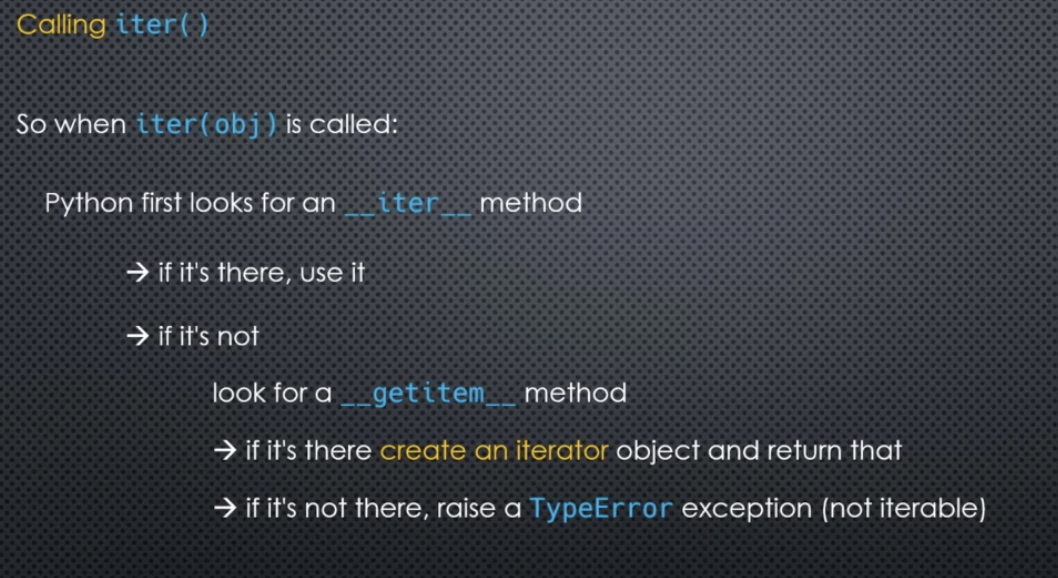 Calling iter()
So when iter(obj) is called:
Python first looks for an __iter__ method
→ if it's there, use it
→ if it's not
look for a __getitem__ method
→ if it's there create an iterator object and return that
→ if it's not there, raise a TypeError exception (not iterable)